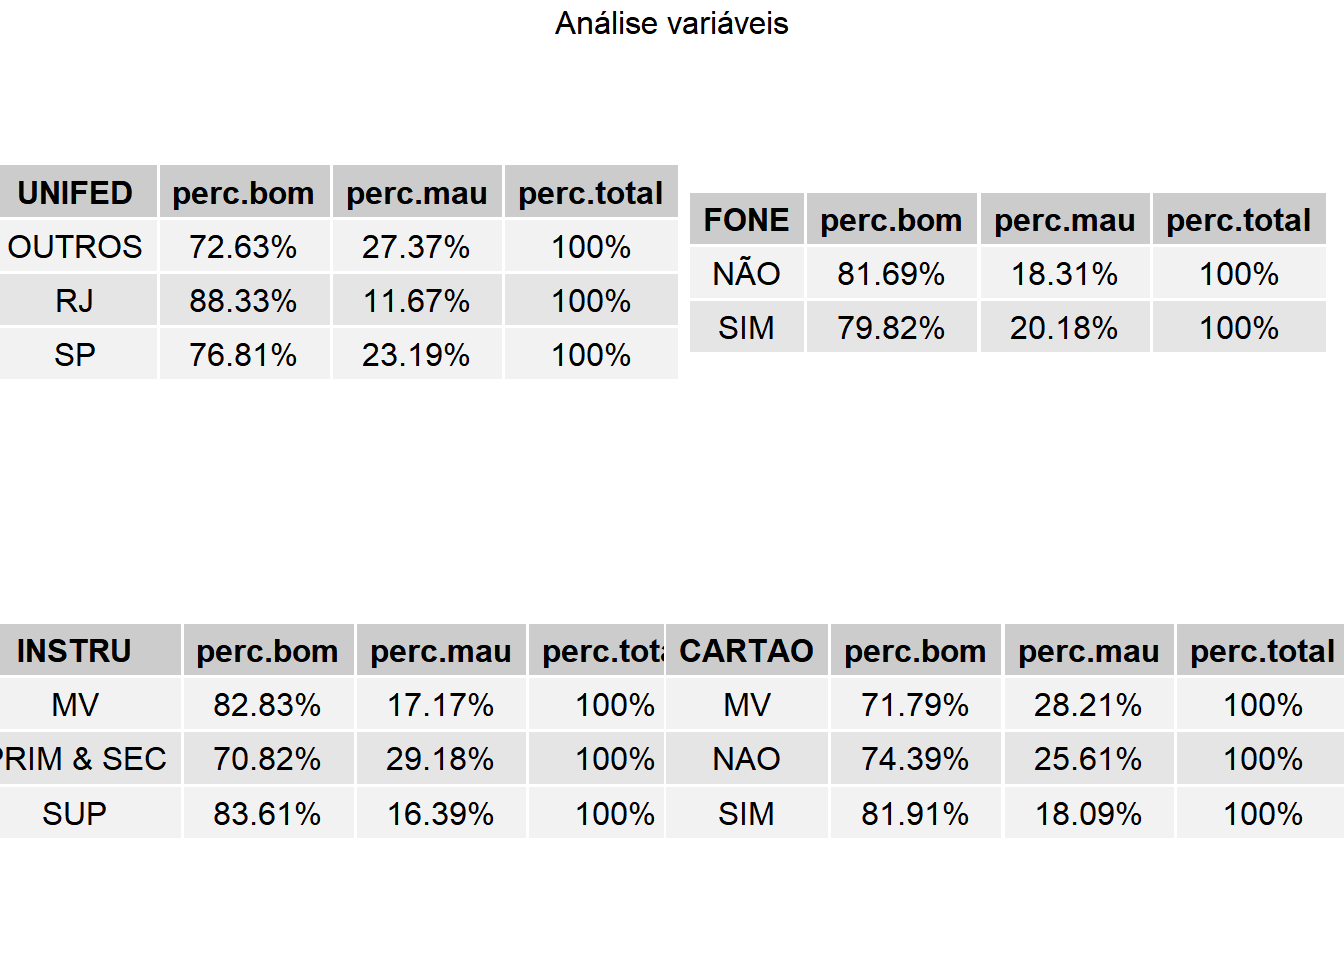 Análise variáveis
UNIFED perc.bom perc.mau perc.total
OUTROS 72.63% 27.37% 100%
RJ 88.33% 11.67% 100%
SP 76.81% 23.19% 100%
FONE perc.bom perc.mau perc.total
NÃO 81.69% 18.31% 100%
SIM 79.82% 20.18% 100%
INSTRU perc.bom perc.mau perc.tota
MV 82.83% 17.17% 100%
PRIM & SEC 70.82% 29.18% 100%
SUP 83.61% 16.39% 100%
CARTAO perc.bom perc.mau perc.total
MV 71.79% 28.21% 100%
NAO 74.39% 25.61% 100%
SIM 81.91% 18.09% 100%